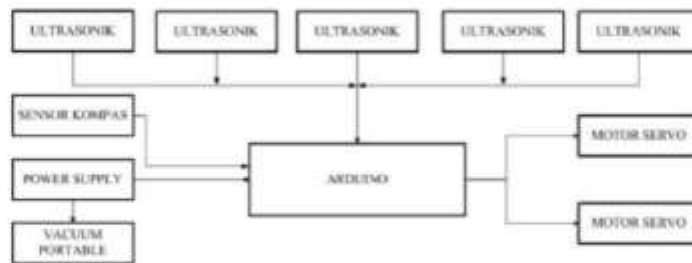 ULTRASONIK
ULTRASONIK
ULTRASONIK
ULTRASONIK
ULTRASONIK
SENSOR KOMPAS
MOTOR SERVO
POWER SUPPLY
ARDUINO
MOTOR SERVO
VACUUM
PORTABLE